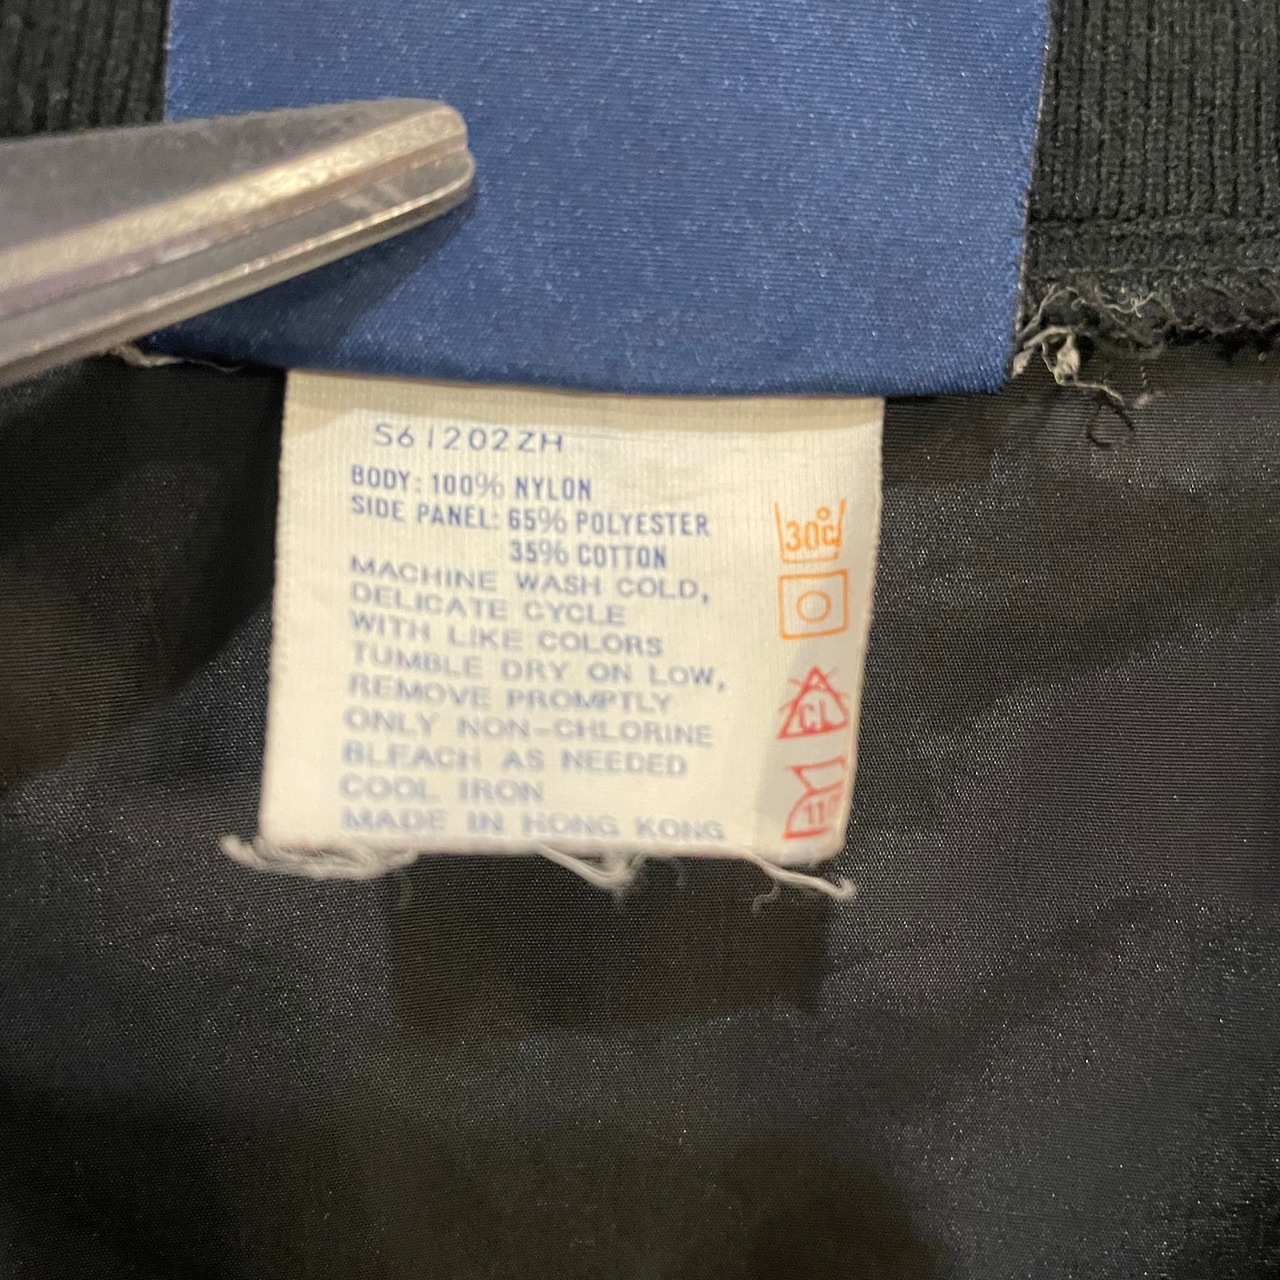 S61202ZH
BODY: 100% NYLON
SIDE PANEL: 65% POLYESTER
35% COTTON
MACHINE WASH COLD,
DELICATE CYCLE
WITH LIKE COLORS
TUMBLE DRY ON LOW,
REMOVE PROMPTLY
ONLY NON-CHLORINE
BLEACH AS NEEDED
COOL IRON
MADE IN HONG KONG
30°C
CL
110